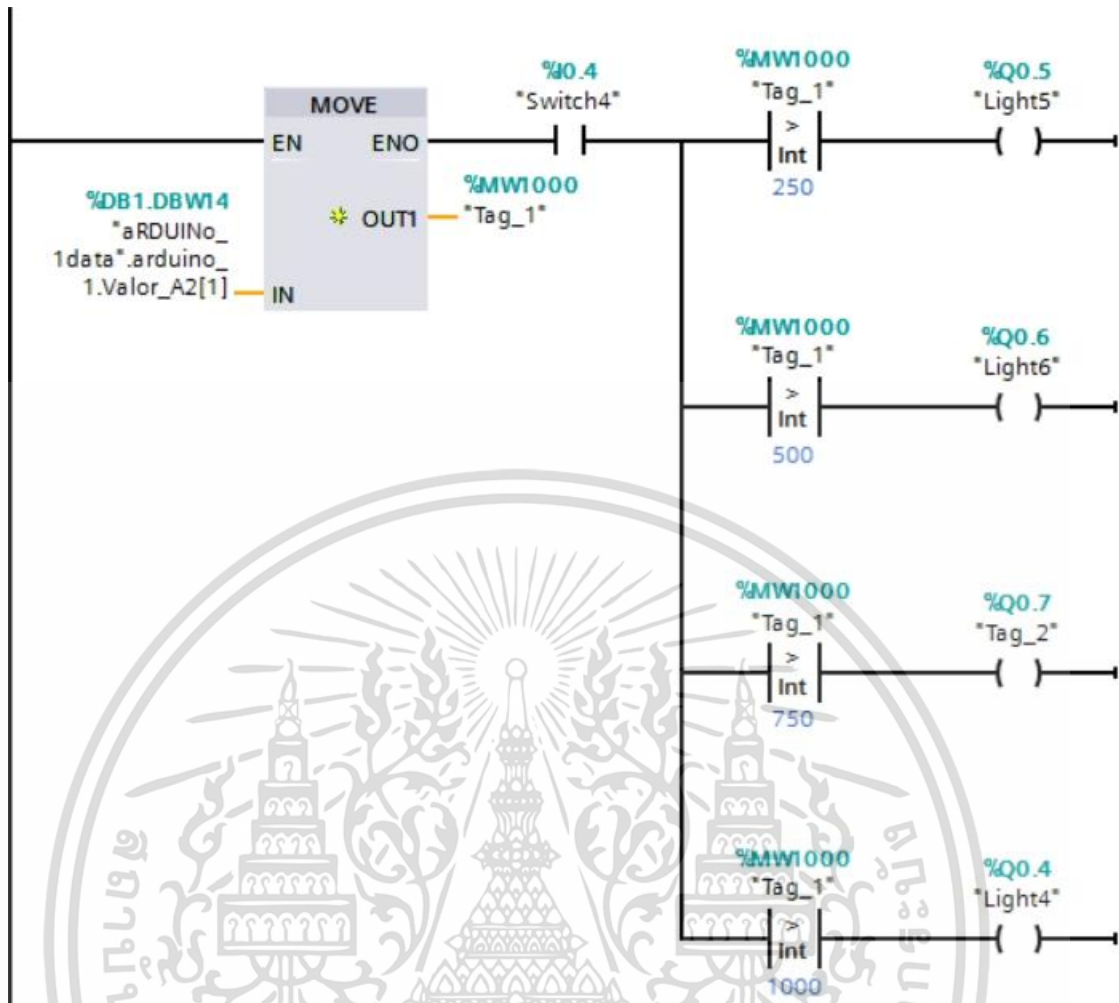 MOVE
EN
ENO
%DB1.DBW14
"aRDUINo_
1data".arduino_
1.Valor_A2[1]
IN
OUT1
%MW1000
"Tag_1"
%I0.4
"Switch4"
%MW1000
"Tag_1"
>
Int
250
%Q0.5
"Light5"
%MW1000
"Tag_1"
>
Int
500
%Q0.6
"Light6"
%MW1000
"Tag_1"
>
Int
750
%Q0.7
"Tag_2"
%MW1000
"Tag_1"
>
Int
1000
%Q0.4
"Light4"